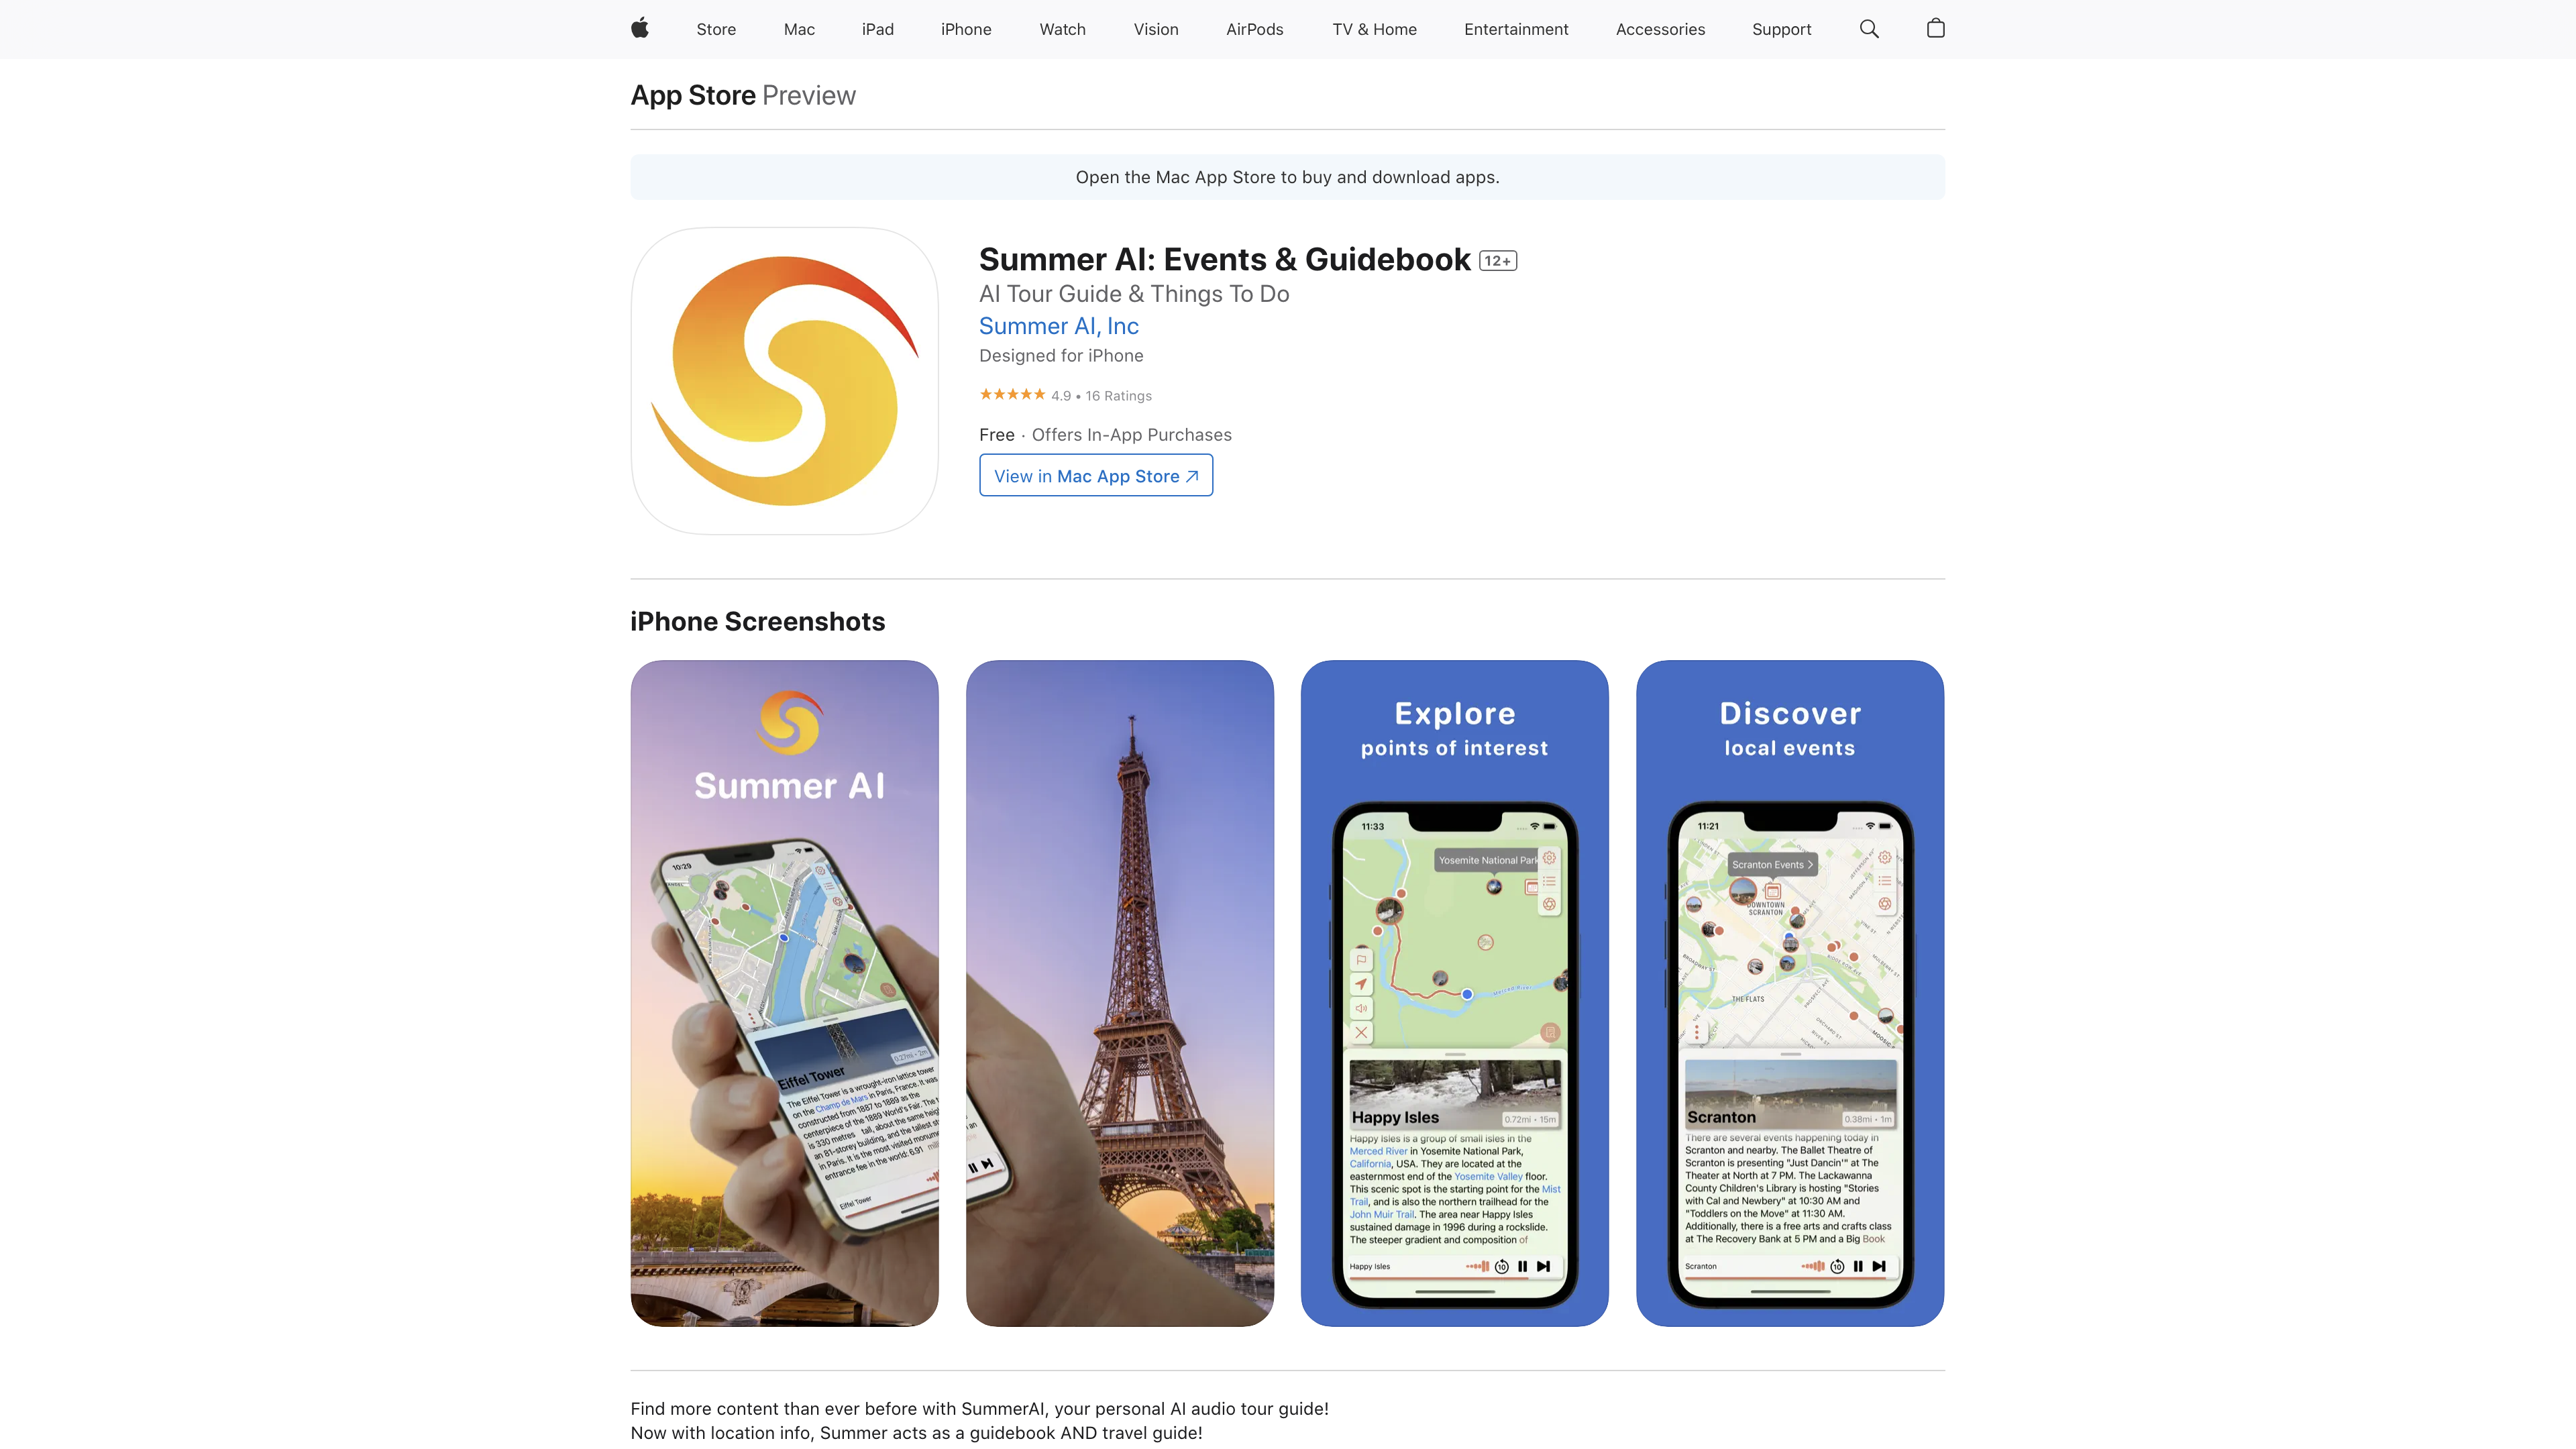 Store
Mac
iPad
iPhone
Watch
Vision
AirPods
TV & Home
Entertainment
Accessories
Support
App Store Preview
Open the Mac App Store to buy and download apps.
Summer AI: Events & Guidebook 12+
AI Tour Guide & Things To Do
Summer AI, Inc
Designed for iPhone
4.9 • 16 Ratings
Free · Offers In-App Purchases
View in Mac App Store
iPhone Screenshots
Summer AI
10:29
0.27mi • 2m
Eiffel Tower
The Eiffel Tower is a wrought-iron lattice tower
on the Champ de Mars in Paris, France. It was
constructed from 1887 to 1889 as the
centerpiece of the 1889 World's Fair. The
is 330 metres tall, about the same
an 81-storey building, and the tallest
in Paris. It is the most visited
entrance fee in the world: 6.91
Eiffel Tower
an
Explore
points of interest
11:33
Yosemite National Park
Merced River
Happy Isles
0.72mi • 15m
Happy Isles is a group of small isles in the
Merced River in Yosemite National Park,
California, USA. They are located at the
easternmost end of the Yosemite Valley floor.
This scenic spot is the starting point for the Mist
Trail, and is also the northern trailhead for the
John Muir Trail. The area near Happy Isles
sustained damage in 1996 during a rockslide.
The steeper gradient and composition of
Happy Isles
10
Discover
local events
11:21
Scranton Events
DOWNTOWN
SCRANTON
THE FLATS
Scranton
0.38mi • 1m
There are several events happening today in
Scranton and nearby. The Ballet Theatre of
Scranton is presenting "Just Dancin'" at The
Theater at North at 7 PM. The Lackawanna
County Children's Library is hosting "Stories
with Cal and Newbery" at 10:30 AM and
"Toddlers on the Move" at 11:30 AM.
Additionally, there is a free arts and crafts class
at The Recovery Bank at 5 PM and a Big Book
Scranton
10
Find more content than ever before with SummerAI, your personal AI audio tour guide!
Now with location info, Summer acts as a guidebook AND travel guide!